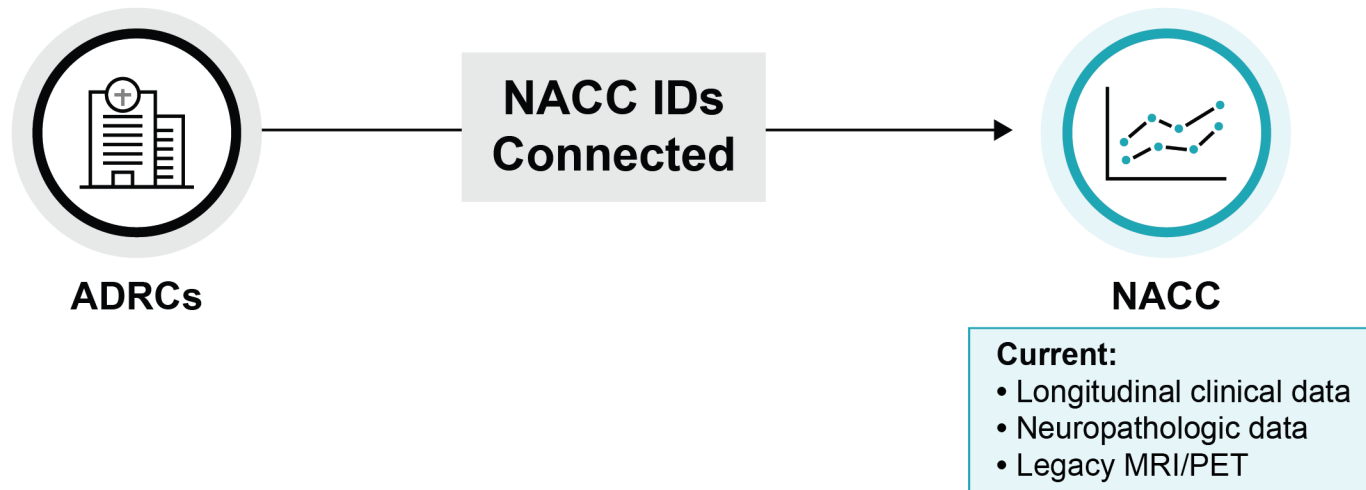 NACC IDs
Connected
ADRCs
NACC
Current:
• Longitudinal clinical data
• Neuropathologic data
• Legacy MRI/PET